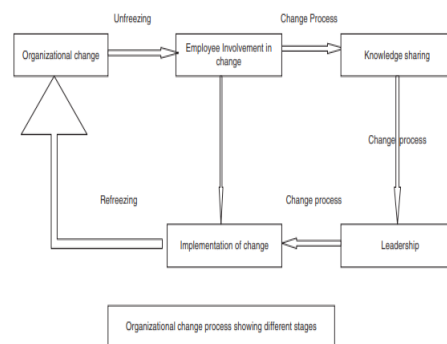 Unfreezing
Change Process
Organizational change
Employee Involvement in
change
Knowledge sharing
Change process
Refreezing
Change process
Implementation of change
Leadership
Organizational change process showing different stages